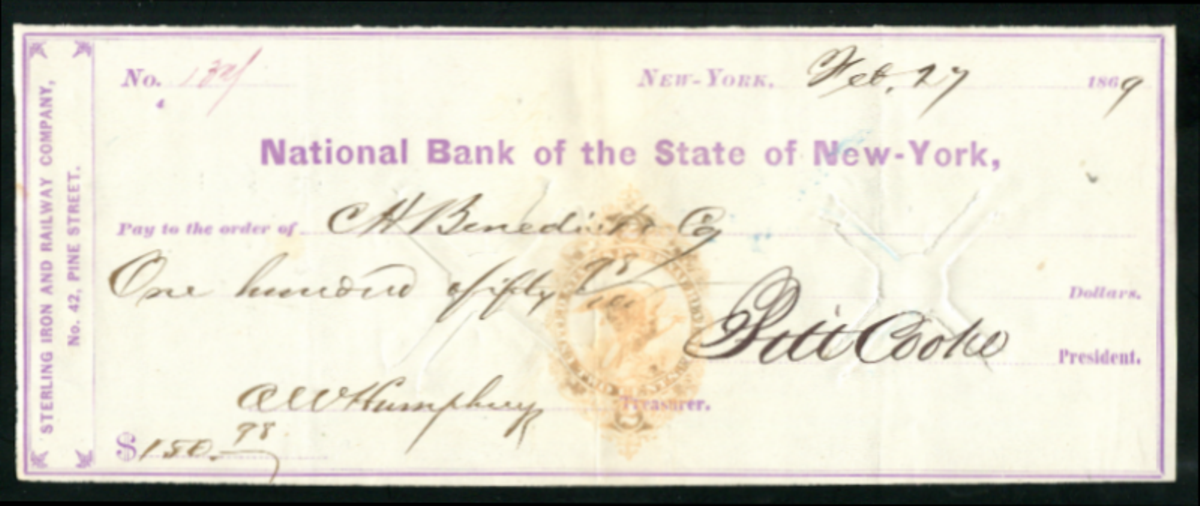 STERLING IRON AND RAILWAY COMPANY,
No. 42, PINE STREET.
No.
NEW-YORK, Feb. 27 1869
National Bank of the State of New-York,
Pay to the order of C H Benedict & Co
One hundred & fifty 98/100 Dollars.
Pitt Cooke President.
A W Humphrey Treasurer.
$150.98